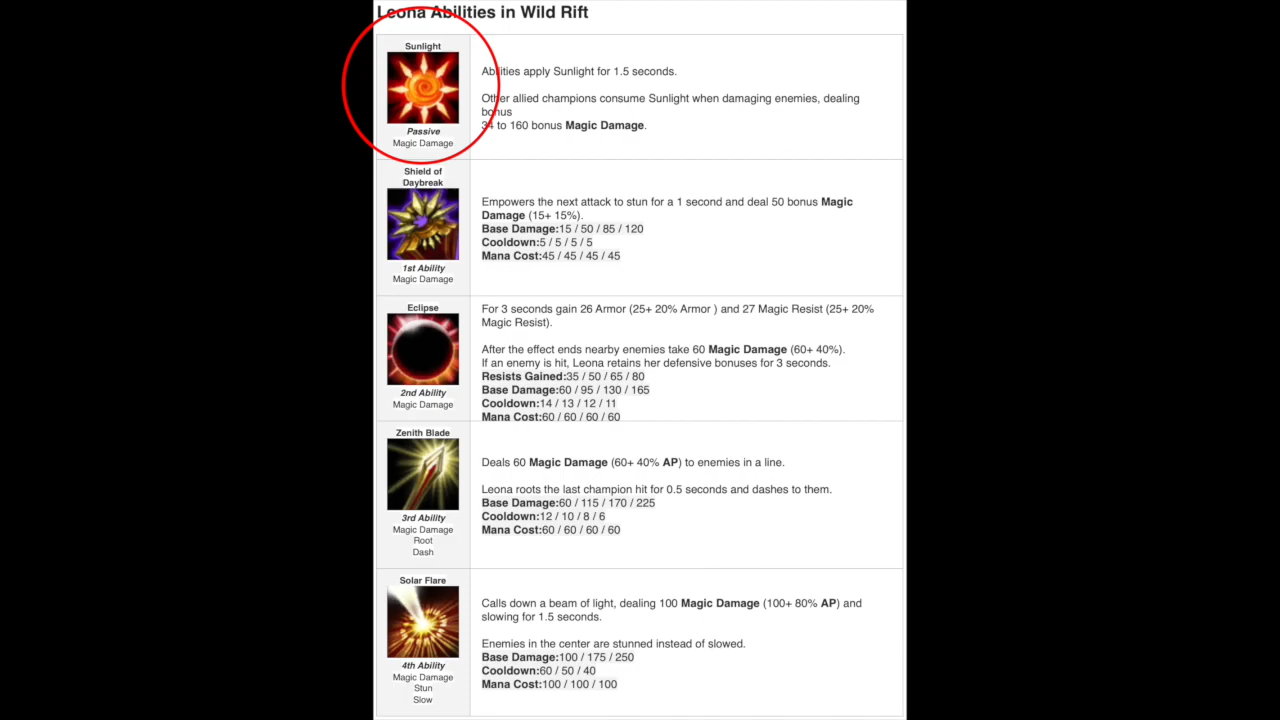 Leona Abilities in Wild Rift
Sunlight
Passive
Magic Damage
Abilities apply Sunlight for 1.5 seconds.
Other allied champions consume Sunlight when damaging enemies, dealing
bonus
34 to 160 bonus Magic Damage.
Shield of
Daybreak
1st Ability
Magic Damage
Empowers the next attack to stun for a 1 second and deal 50 bonus Magic
Damage (15+ 15%).
Base Damage:15 / 50 / 85 / 120
Cooldown:5 / 5 / 5 / 5
Mana Cost:45 / 45 / 45 / 45
Eclipse
2nd Ability
Magic Damage
For 3 seconds gain 26 Armor (25+ 20% Armor ) and 27 Magic Resist (25+ 20%
Magic Resist).
After the effect ends nearby enemies take 60 Magic Damage (60+ 40%).
If an enemy is hit, Leona retains her defensive bonuses for 3 seconds.
Resists Gained:35 / 50 / 65 / 80
Base Damage:60 / 95 / 130 / 165
Cooldown:14 / 13 / 12 / 11
Mana Cost:60 / 60 / 60 / 60
Zenith Blade
3rd Ability
Magic Damage
Root
Dash
Deals 60 Magic Damage (60+ 40% AP) to enemies in a line.
Leona roots the last champion hit for 0.5 seconds and dashes to them.
Base Damage:60 / 115 / 170 / 225
Cooldown:12 / 10 / 8 / 6
Mana Cost:60 / 60 / 60 / 60
Solar Flare
4th Ability
Magic Damage
Stun
Slow
Calls down a beam of light, dealing 100 Magic Damage (100+ 80% AP) and
slowing for 1.5 seconds.
Enemies in the center are stunned instead of slowed.
Base Damage:100 / 175 / 250
Cooldown:60 / 50 / 40
Mana Cost:100 / 100 / 100